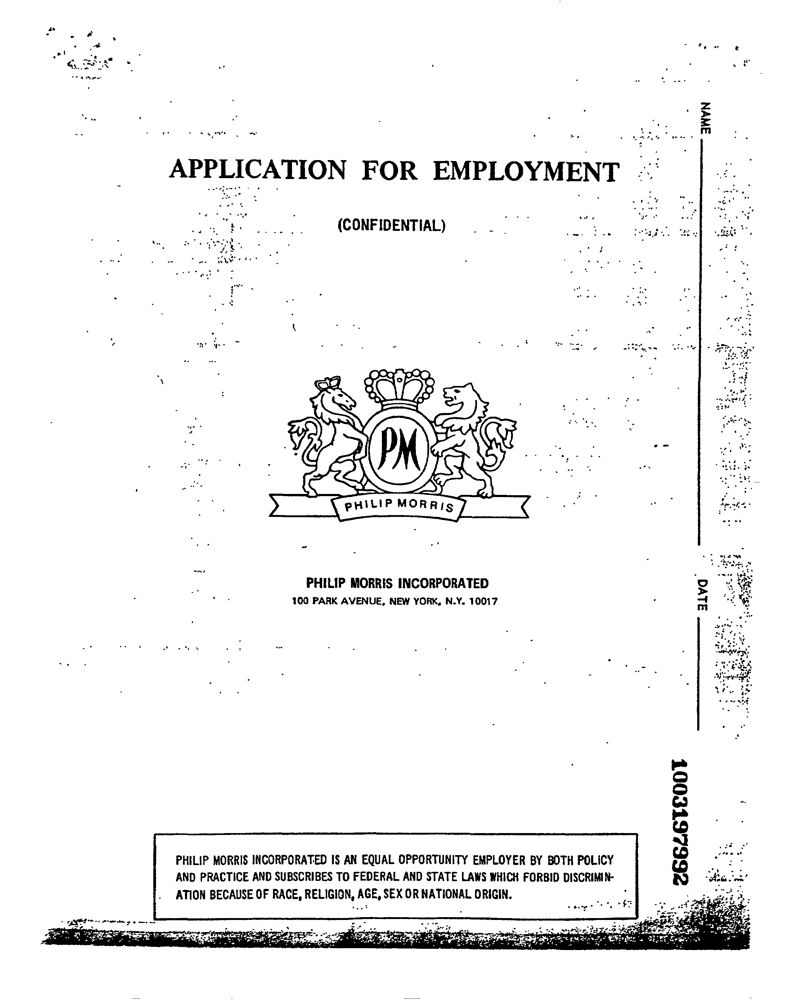 APPLICATION FOR EMPLOYMENT
(CONFIDENTIAL)
PM
PHILIP MORRIS
PHILIP MORRIS INCORPORATED
100 PARK AVENUE, NEW YORK, N.Y. 10017
PHILIP MORRIS INCORPORATED IS AN EQUAL OPPORTUNITY EMPLOYER BY BOTH POLICY
AND PRACTICE AND SUBSCRIBES TO FEDERAL AND STATE LAWS WHICH FORBID DISCRIMIN-
ATION BECAUSE OF RACE, RELIGION, AGE, SEX OR NATIONAL ORIGIN.
NAME
DATE
1003197992